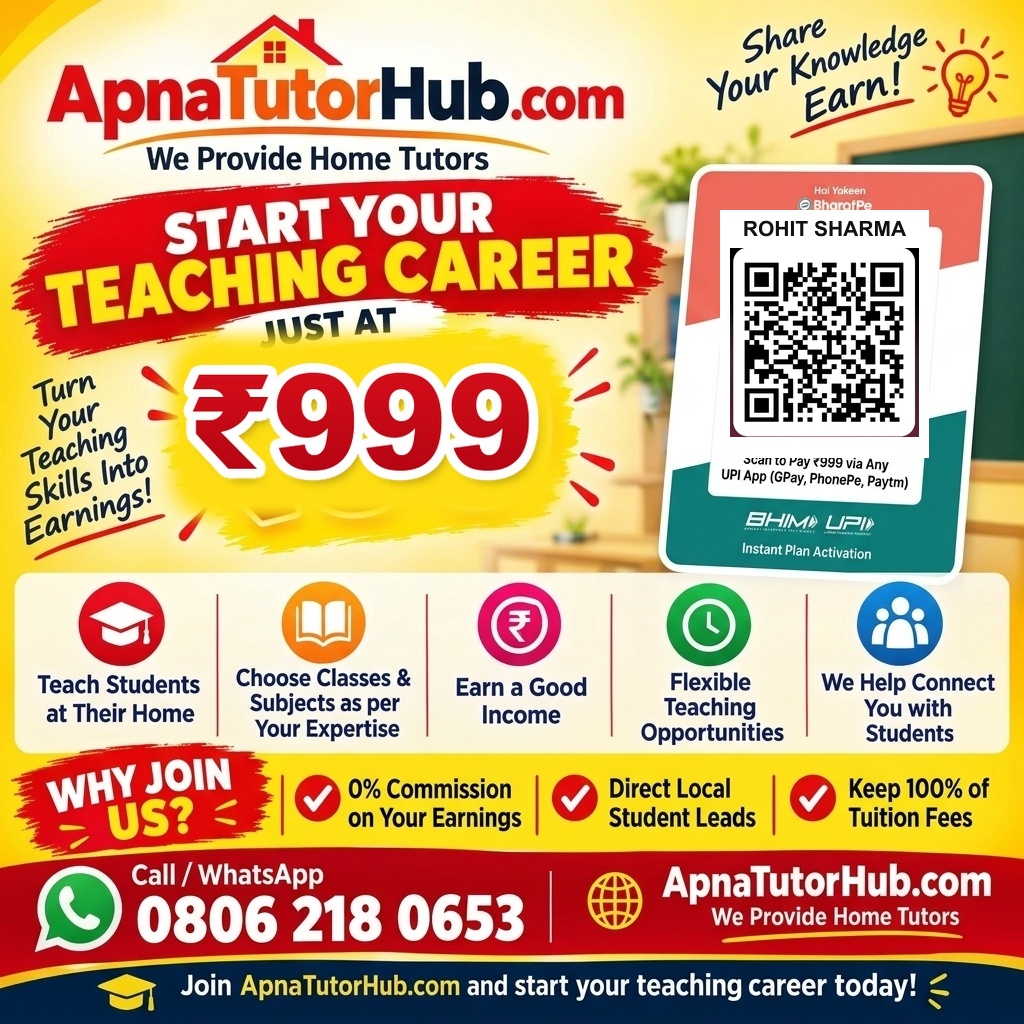 ApnaTutorHub.com
We Provide Home Tutors
Share
Your Knowledge
Earn!
START YOUR
TEACHING CAREER
JUST AT
₹999
Turn
Your
Teaching
Skills Into
Earnings!
Hai Yakeen
BharatPe
ROHIT SHARMA
Scan to Pay ₹999 via Any
UPI App (GPay, PhonePe, Paytm)
BHIM UPI
Instant Plan Activation
Teach Students
at Their Home
Choose Classes &
Subjects as per
Your Expertise
Earn a Good
Income
Flexible
Teaching
Opportunities
We Help Connect
You with
Students
WHY JOIN
US?
0% Commission
on Your Earnings
Direct Local
Student Leads
Keep 100% of
Tuition Fees
Call / WhatsApp
0806 218 0653
ApnaTutorHub.com
We Provide Home Tutors
Join ApnaTutorHub.com and start your teaching career today!